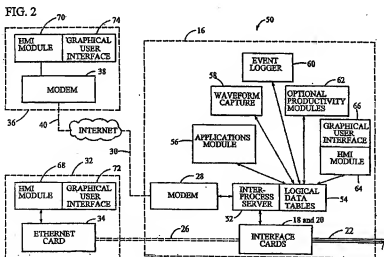 FIG. 2
70
74
HMI MODULE
GRAPHICAL USER INTERFACE
MODEM
38
36
40
INTERNET
30
68
32
72
HMI MODULE
GRAPHICAL USER INTERFACE
34
ETHERNET CARD
26
16
50
EVENT LOGGER
60
58
WAVEFORM CAPTURE
62
OPTIONAL PRODUCTIVITY MODULES
66
56
APPLICATIONS MODULE
GRAPHICAL USER INTERFACE
HMI MODULE
64
28
MODEM
INTER-PROCESS SERVER
LOGICAL DATA TABLES
54
52
18 and 20
INTERFACE CARDS
22